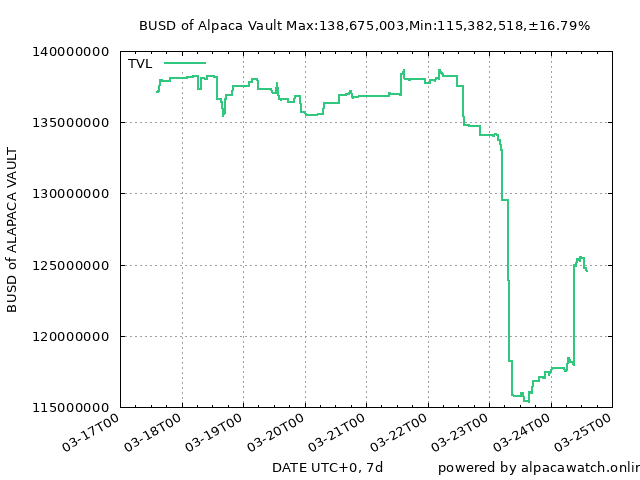 BUSD of Alpaca Vault Max:138,675,003,Min:115,382,518,±16.79%
TVL
140000000
135000000
130000000
125000000
120000000
115000000
BUSD of ALAPACA VAULT
03-17T00
03-18T00
03-19T00
03-20T00
03-21T00
03-22T00
03-23T00
03-24T00
03-25T00
DATE UTC+0, 7d
powered by alpacawatch.onlin